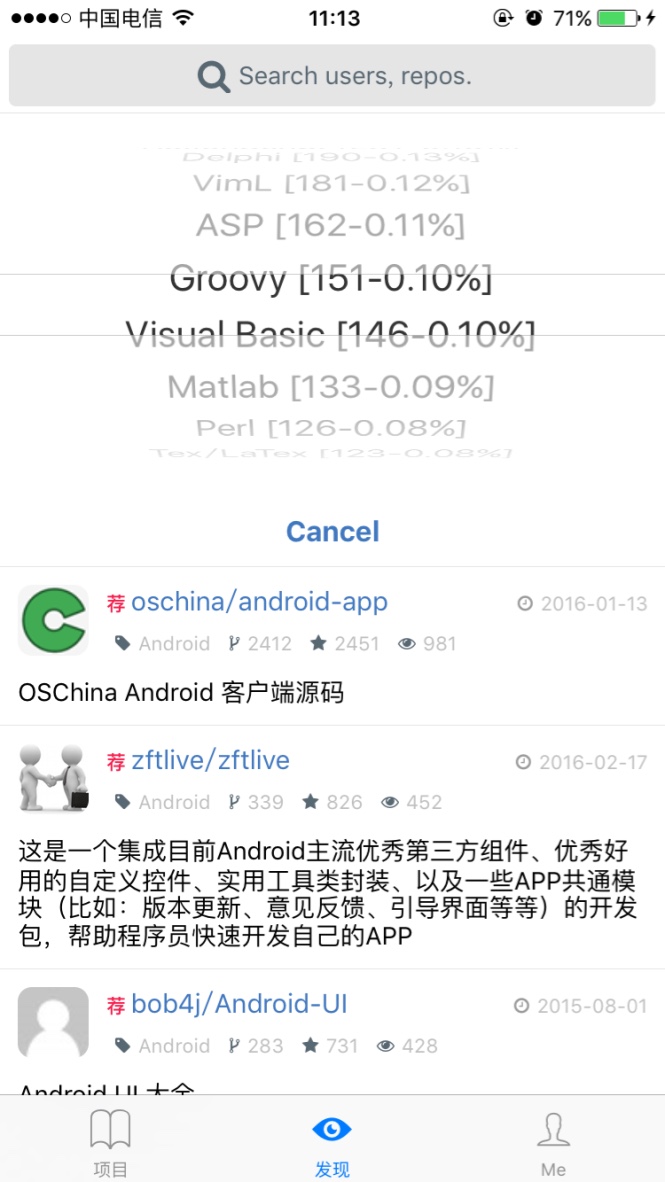 中国电信 11:13 71%
Search users, repos.
Delphi [190-0.13%]
VimL [181-0.12%]
ASP [162-0.11%]
Groovy [151-0.10%]
Visual Basic [146-0.10%]
Matlab [133-0.09%]
Perl [126-0.08%]
Tex/LaTex [123-0.08%]
Cancel
荐 oschina/android-app 2016-01-13
Android 2412 2451 981
OSChina Android 客户端源码
荐 zftlive/zftlive 2016-02-17
Android 339 826 452
这是一个集成目前Android主流优秀第三方组件、优秀好
用的自定义控件、实用工具类封装、以及一些APP共通模
块（比如：版本更新、意见反馈、引导界面等等）的开发
包，帮助程序员快速开发自己的APP
荐 bob4j/Android-UI 2015-08-01
Android 283 731 428
Android UI 大全
项目 发现 Me